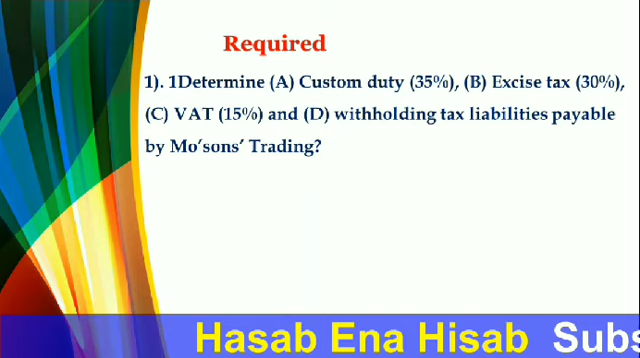 Required
1). 1Determine (A) Custom duty (35%), (B) Excise tax (30%),
(C) VAT (15%) and (D) withholding tax liabilities payable
by Mo'sons' Trading?
Hasab Ena Hisab Subs